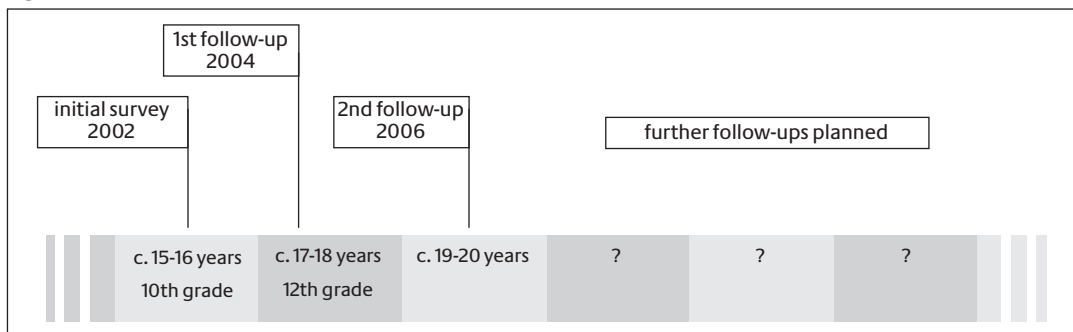 1st follow-up
2004
initial survey
2002
2nd follow-up
2006
further follow-ups planned
c. 15-16 years
c. 17-18 years
c. 19-20 years
?
?
?
10th grade
12th grade